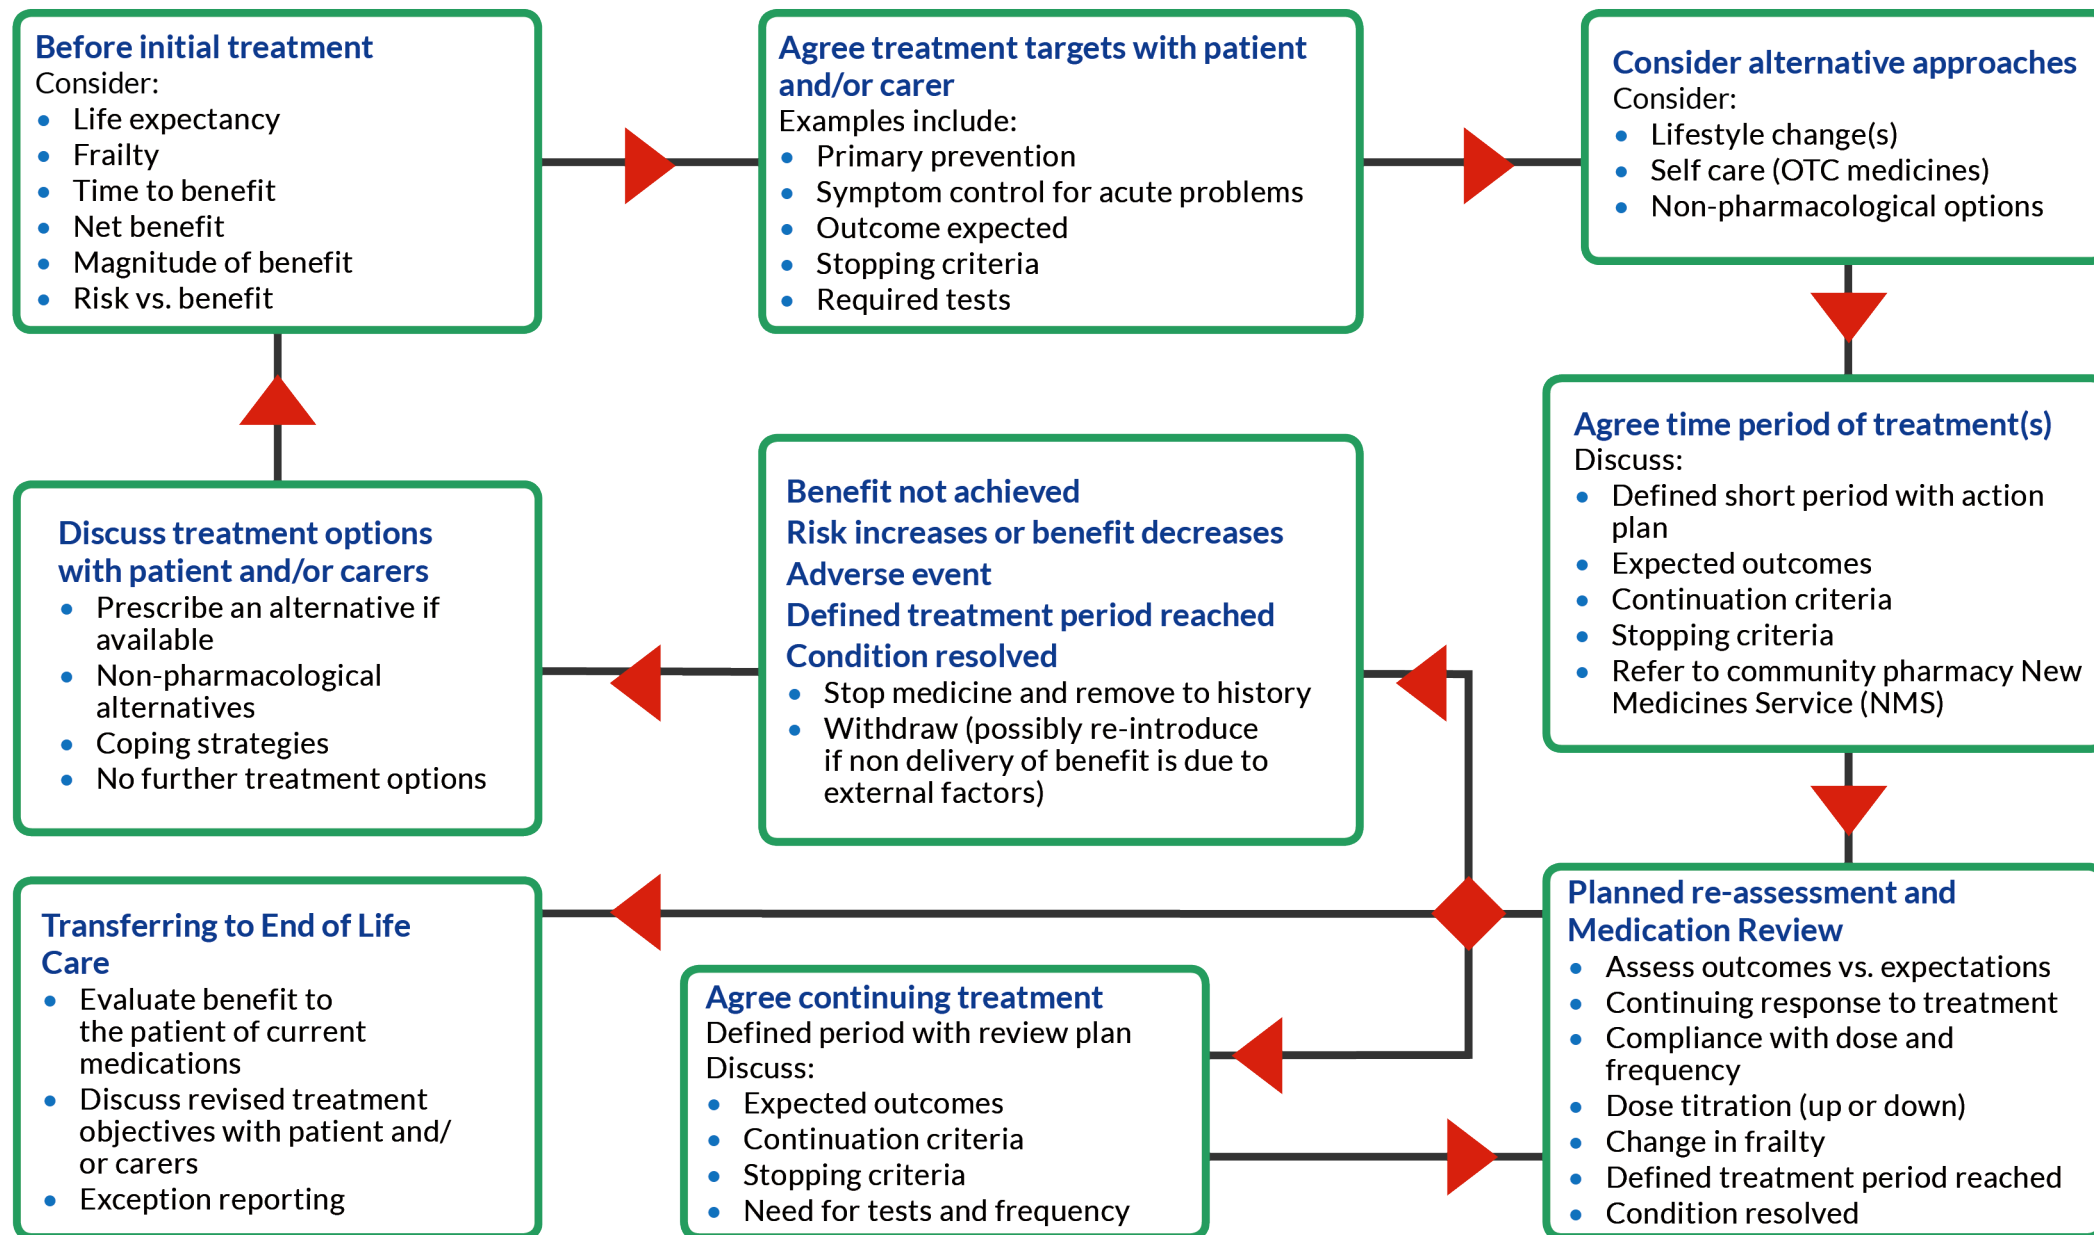 Before initial treatment
Consider:
Life expectancy
Frailty
Time to benefit
Net benefit
Magnitude of benefit
Risk vs. benefit
Agree treatment targets with patient
and/or carer
Examples include:
Primary prevention
Symptom control for acute problems
Outcome expected
Stopping criteria
Required tests
Consider alternative approaches
Consider:
Lifestyle change(s)
Self care (OTC medicines)
Non-pharmacological options
Agree time period of treatment(s)
Discuss:
Defined short period with action
plan
Expected outcomes
Continuation criteria
Stopping criteria
Refer to community pharmacy New
Medicines Service (NMS)
Planned re-assessment and
Medication Review
Assess outcomes vs. expectations
Continuing response to treatment
Compliance with dose and
frequency
Dose titration (up or down)
Change in frailty
Defined treatment period reached
Condition resolved
Benefit not achieved
Risk increases or benefit decreases
Adverse event
Defined treatment period reached
Condition resolved
Stop medicine and remove to history
Withdraw (possibly re-introduce
if non delivery of benefit is due to
external factors)
Discuss treatment options
with patient and/or carers
Prescribe an alternative if
available
Non-pharmacological
alternatives
Coping strategies
No further treatment options
Transferring to End of Life
Care
Evaluate benefit to
the patient of current
medications
Discuss revised treatment
objectives with patient and/
or carers
Exception reporting
Agree continuing treatment
Defined period with review plan
Discuss:
Expected outcomes
Continuation criteria
Stopping criteria
Need for tests and frequency